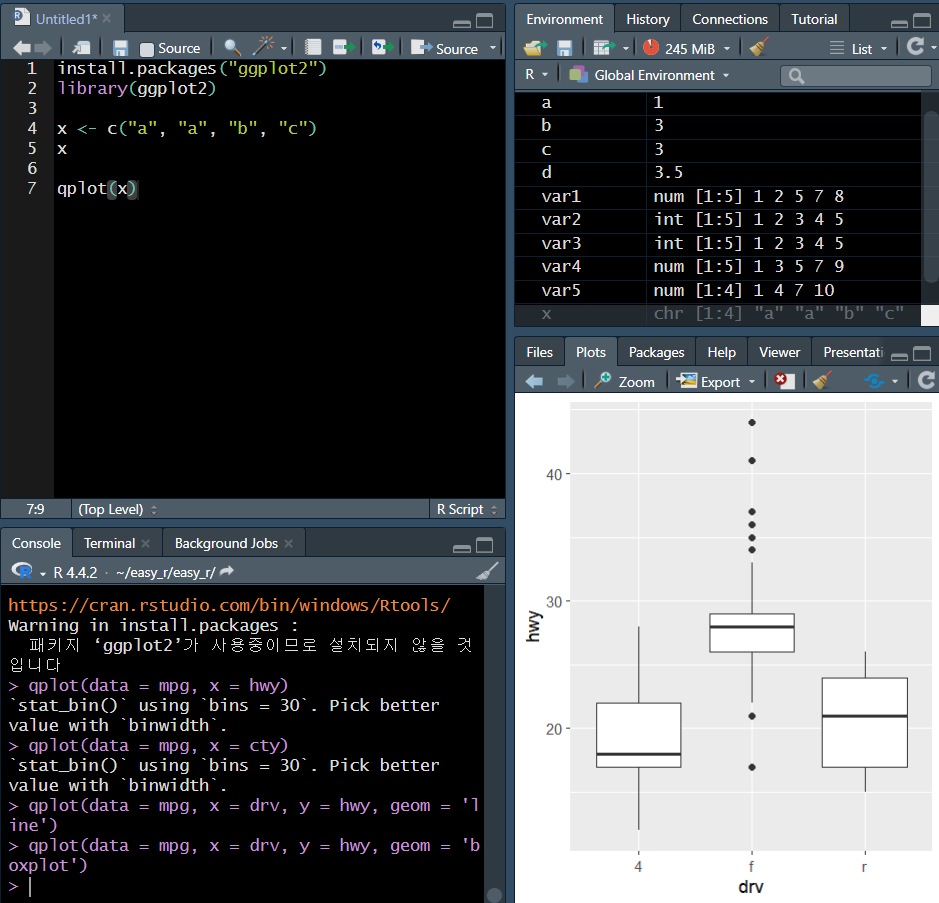 Untitled1*
Source
Source
1 install.packages("ggplot2")
2 library(ggplot2)
3
4 x <- c("a", "a", "b", "c")
5 x
6
7 qplot(x)
7:9 (Top Level) R Script
Console Terminal Background Jobs
R 4.4.2 · ~/easy_r/easy_r/
https://cran.rstudio.com/bin/windows/Rtools/
Warning in install.packages :
패키지 ‘ggplot2’가 사용중이므로 설치되지 않을 것
입니다
> qplot(data = mpg, x = hwy)
`stat_bin()` using `bins = 30`. Pick better
value with `binwidth`.
> qplot(data = mpg, x = cty)
`stat_bin()` using `bins = 30`. Pick better
value with `binwidth`.
> qplot(data = mpg, x = drv, y = hwy, geom = 'l
ine')
> qplot(data = mpg, x = drv, y = hwy, geom = 'b
oxplot')
>
Environment History Connections Tutorial
245 MiB List
R Global Environment
a 1
b 3
c 3
d 3.5
var1 num [1:5] 1 2 5 7 8
var2 int [1:5] 1 2 3 4 5
var3 int [1:5] 1 2 3 4 5
var4 num [1:5] 1 3 5 7 9
var5 num [1:4] 1 4 7 10
x chr [1:4] "a" "a" "b" "c"
Files Plots Packages Help Viewer Presentati
Zoom Export
40
30
20
hwy
4 f r
drv